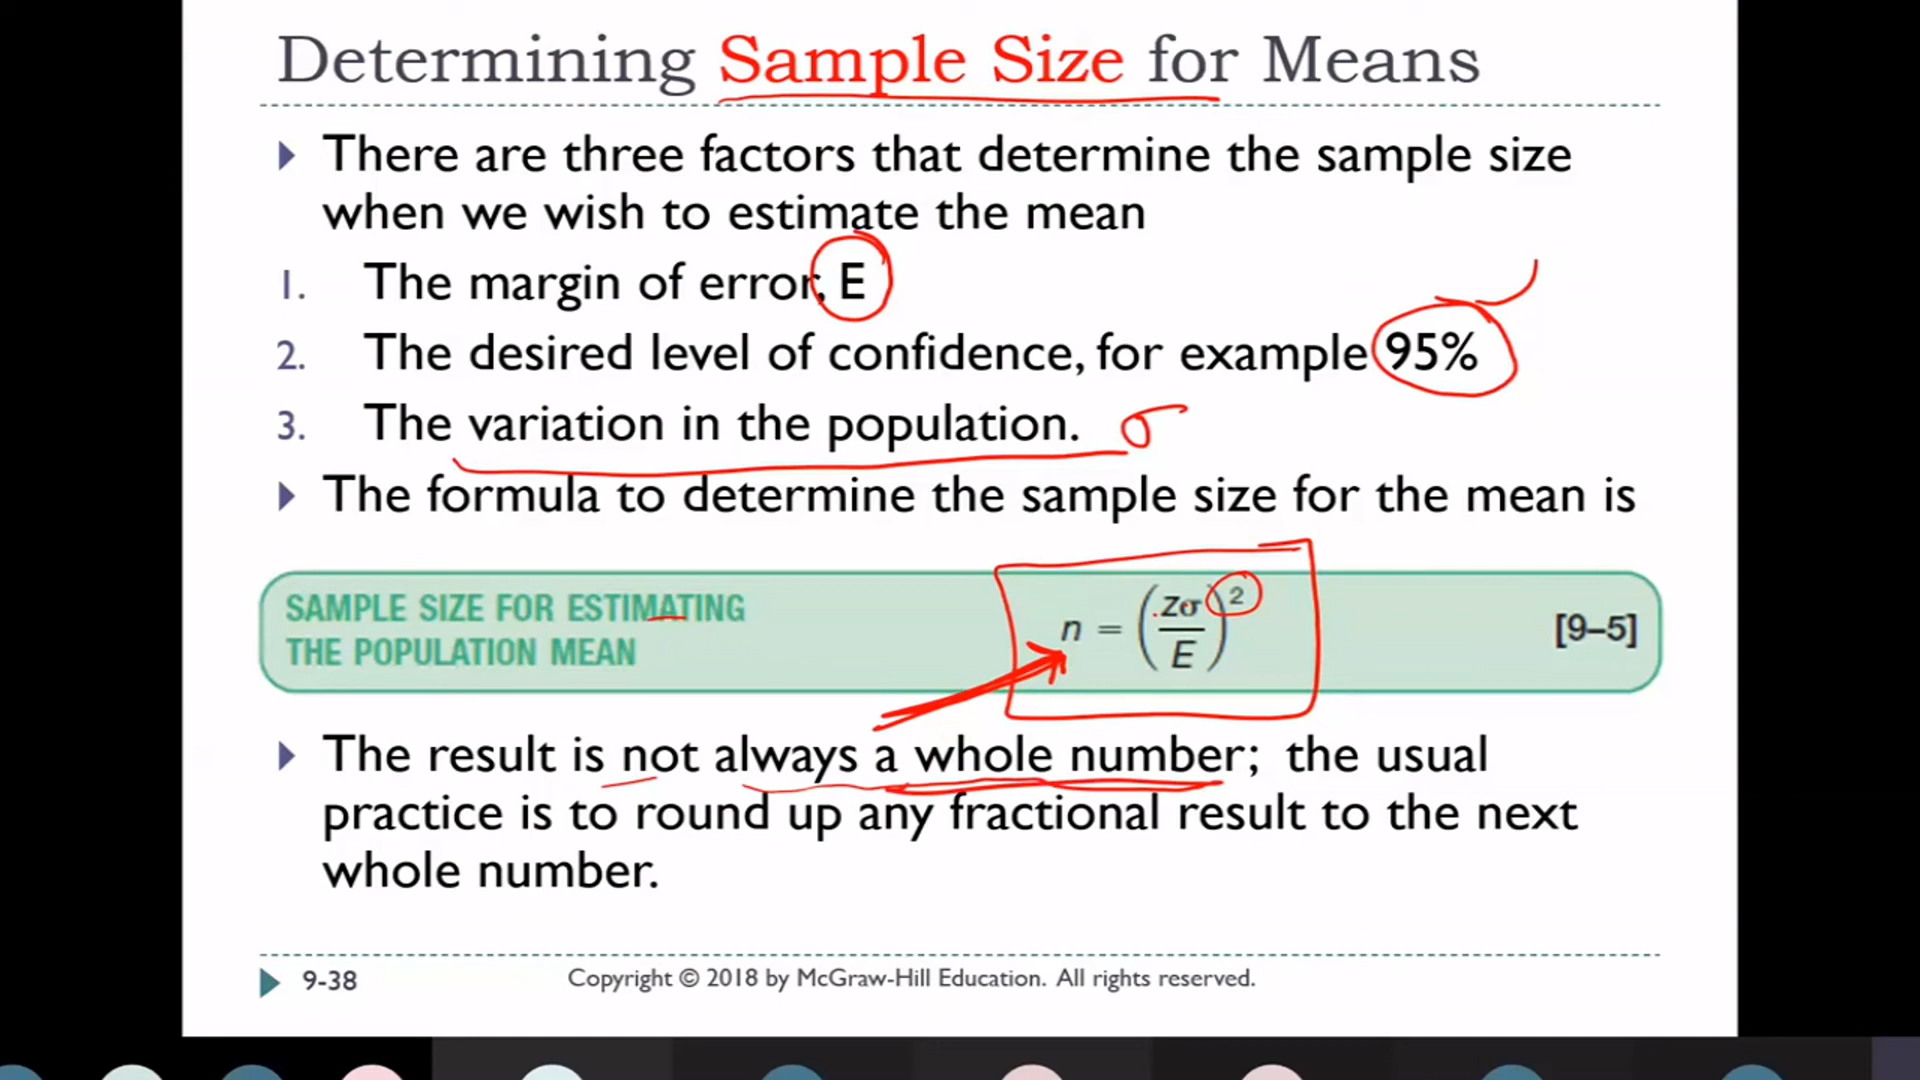 Determining Sample Size for Means
There are three factors that determine the sample size
when we wish to estimate the mean
1. The margin of error, E
2. The desired level of confidence, for example 95%
3. The variation in the population. σ
The formula to determine the sample size for the mean is
SAMPLE SIZE FOR ESTIMATING
THE POPULATION MEAN
n = (zσ/E)² [9–5]
The result is not always a whole number; the usual
practice is to round up any fractional result to the next
whole number.
9-38 Copyright © 2018 by McGraw-Hill Education. All rights reserved.